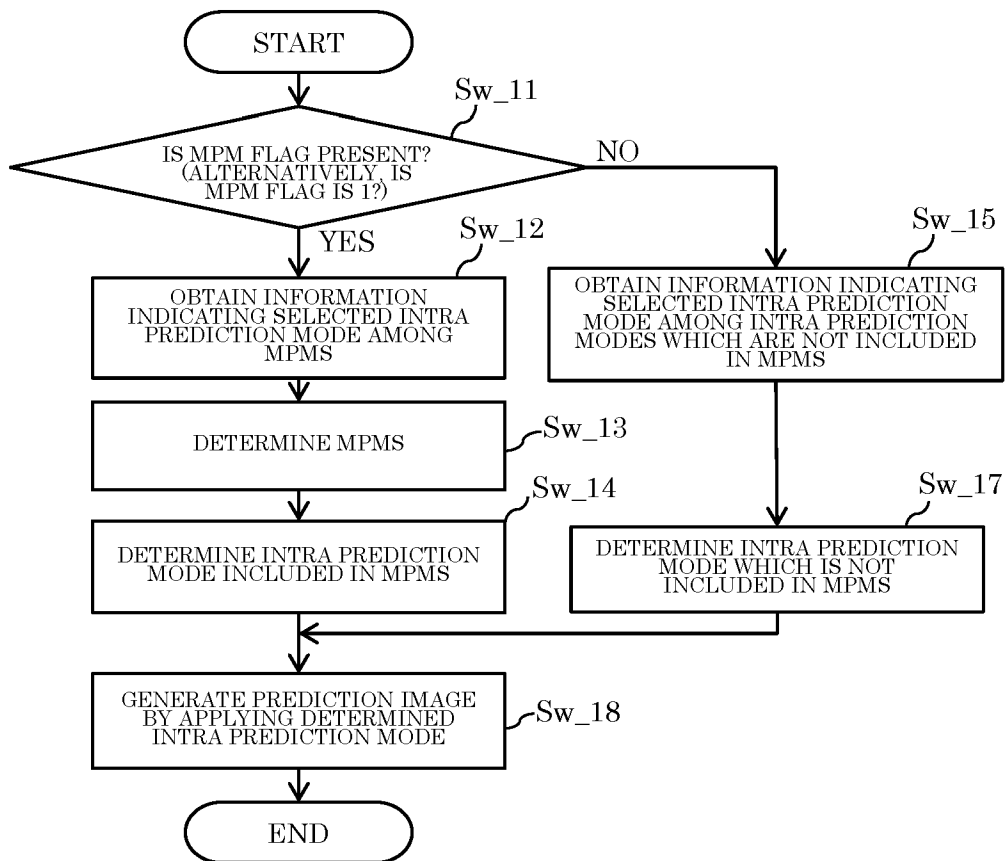 START
Sw_11
IS MPM FLAG PRESENT?
(ALTERNATIVELY, IS
MPM FLAG IS 1?)
NO
YES
Sw_12
OBTAIN INFORMATION
INDICATING SELECTED INTRA
PREDICTION MODE AMONG
MPMS
Sw_13
DETERMINE MPMS
Sw_14
DETERMINE INTRA PREDICTION
MODE INCLUDED IN MPMS
Sw_15
OBTAIN INFORMATION INDICATING
SELECTED INTRA PREDICTION
MODE AMONG INTRA PREDICTION
MODES WHICH ARE NOT INCLUDED
IN MPMS
Sw_17
DETERMINE INTRA PREDICTION
MODE WHICH IS NOT
INCLUDED IN MPMS
GENERATE PREDICTION IMAGE
BY APPLYING DETERMINED
INTRA PREDICTION MODE
Sw_18
END